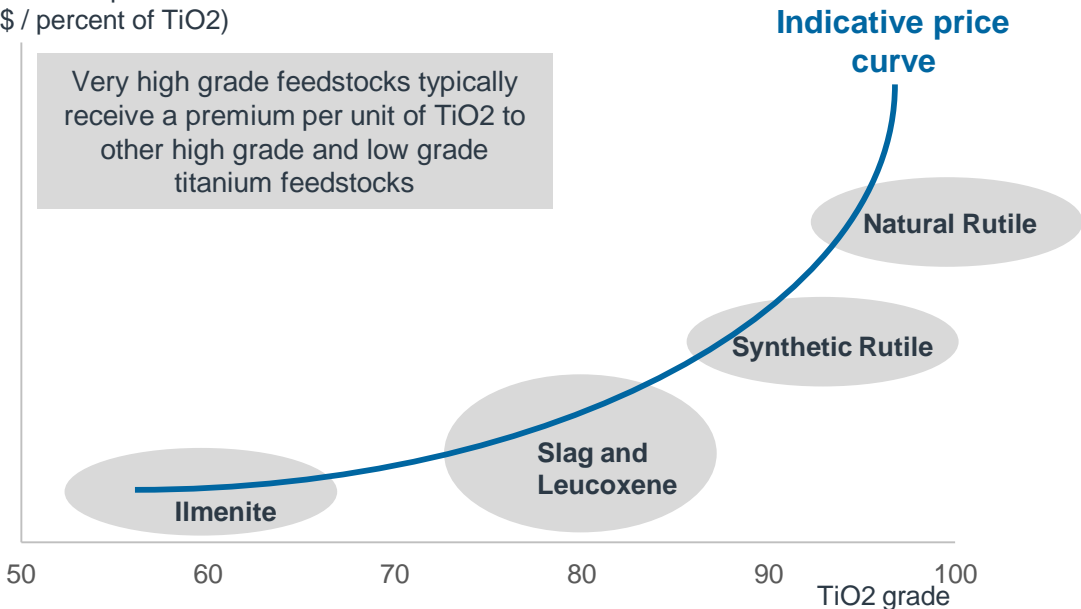 $ / percent of TiO2)
Indicative price
curve
Very high grade feedstocks typically
receive a premium per unit of TiO2 to
other high grade and low grade
titanium feedstocks
Natural Rutile
Synthetic Rutile
Slag and
Leucoxene
Ilmenite
50 60 70 80 90 100
TiO2 grade